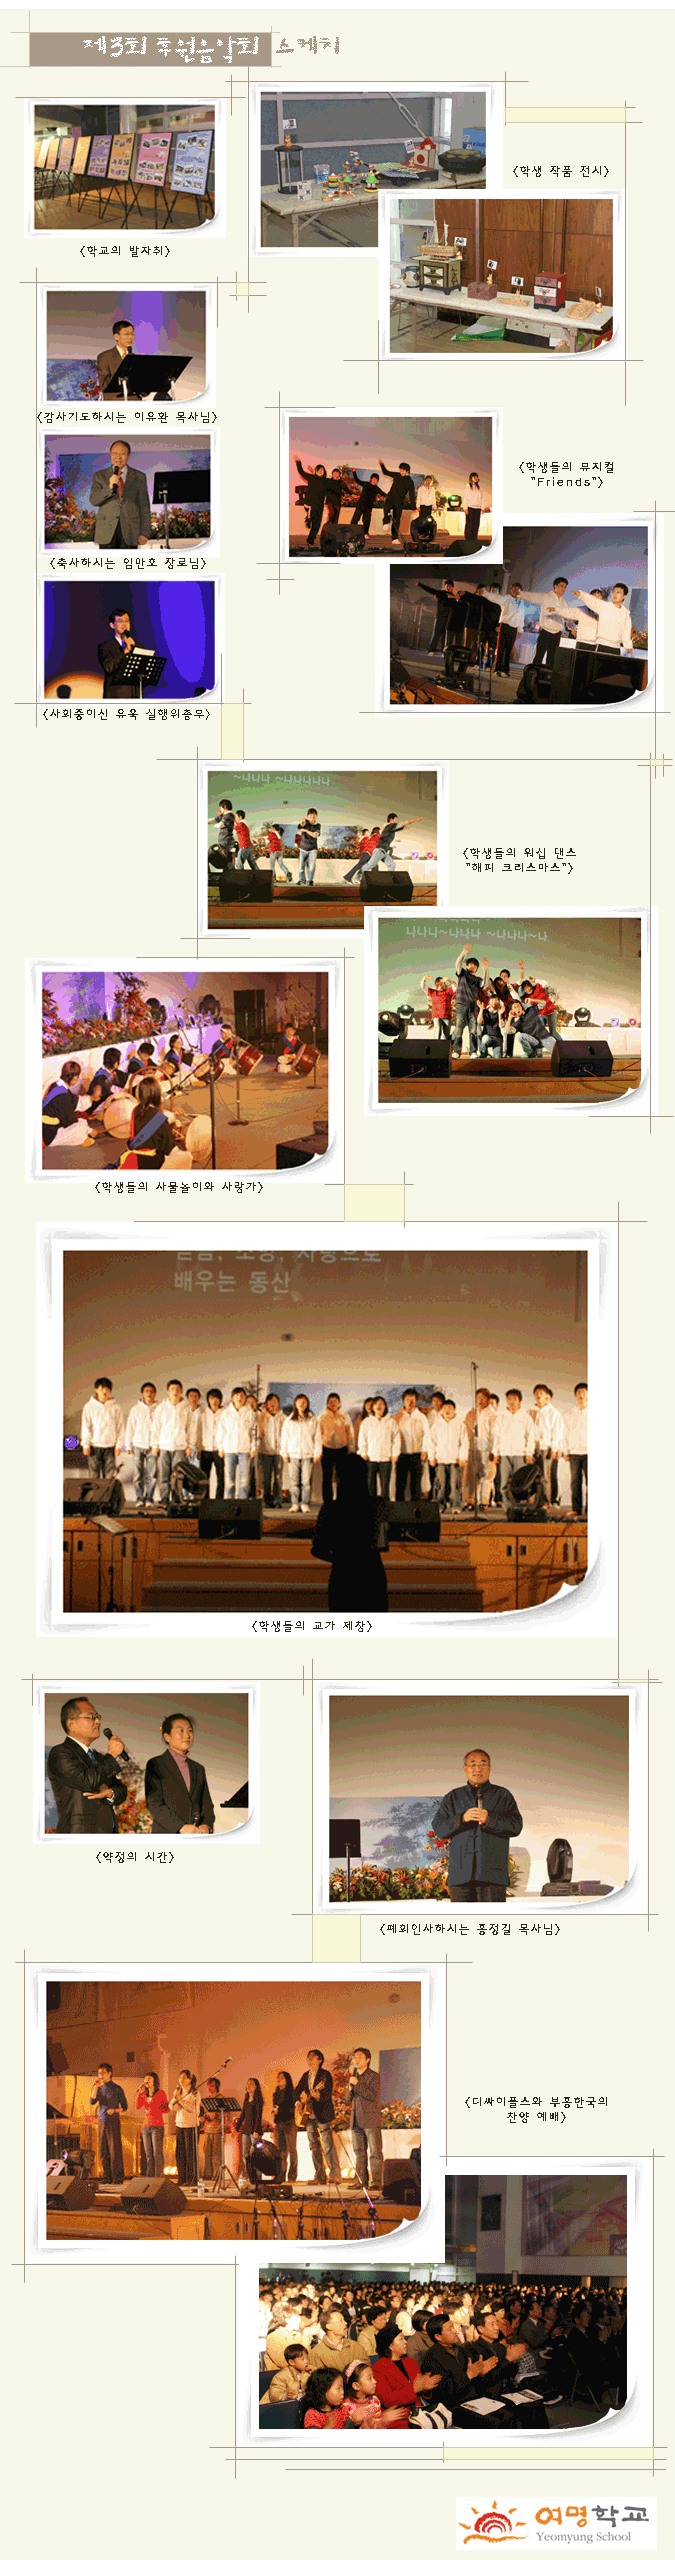 제3회 후원음악회 스케치
<학생 작품 전시>
<학교의 발자취>
<감사기도하시는 이유환 목사님>
<학생들의 뮤지컬
"Friends">
<축사하시는 임만호 장로님>
<사회중이신 유욱 실행위총무>
~나나나 ~나나나나나
<학생들의 워십 댄스
"해피 크리스마스">
나나나~나나나 ~나나나~나
<학생들의 사물놀이와 사랑가>
믿음, 소망, 사랑으로
배우는 동산
<학생들의 교가 제창>
<약정의 시간>
<폐회인사하시는 홍정길 목사님>
<디싸이플스와 부흥한국의
찬양 예배>
여명학교
Yeomyung School